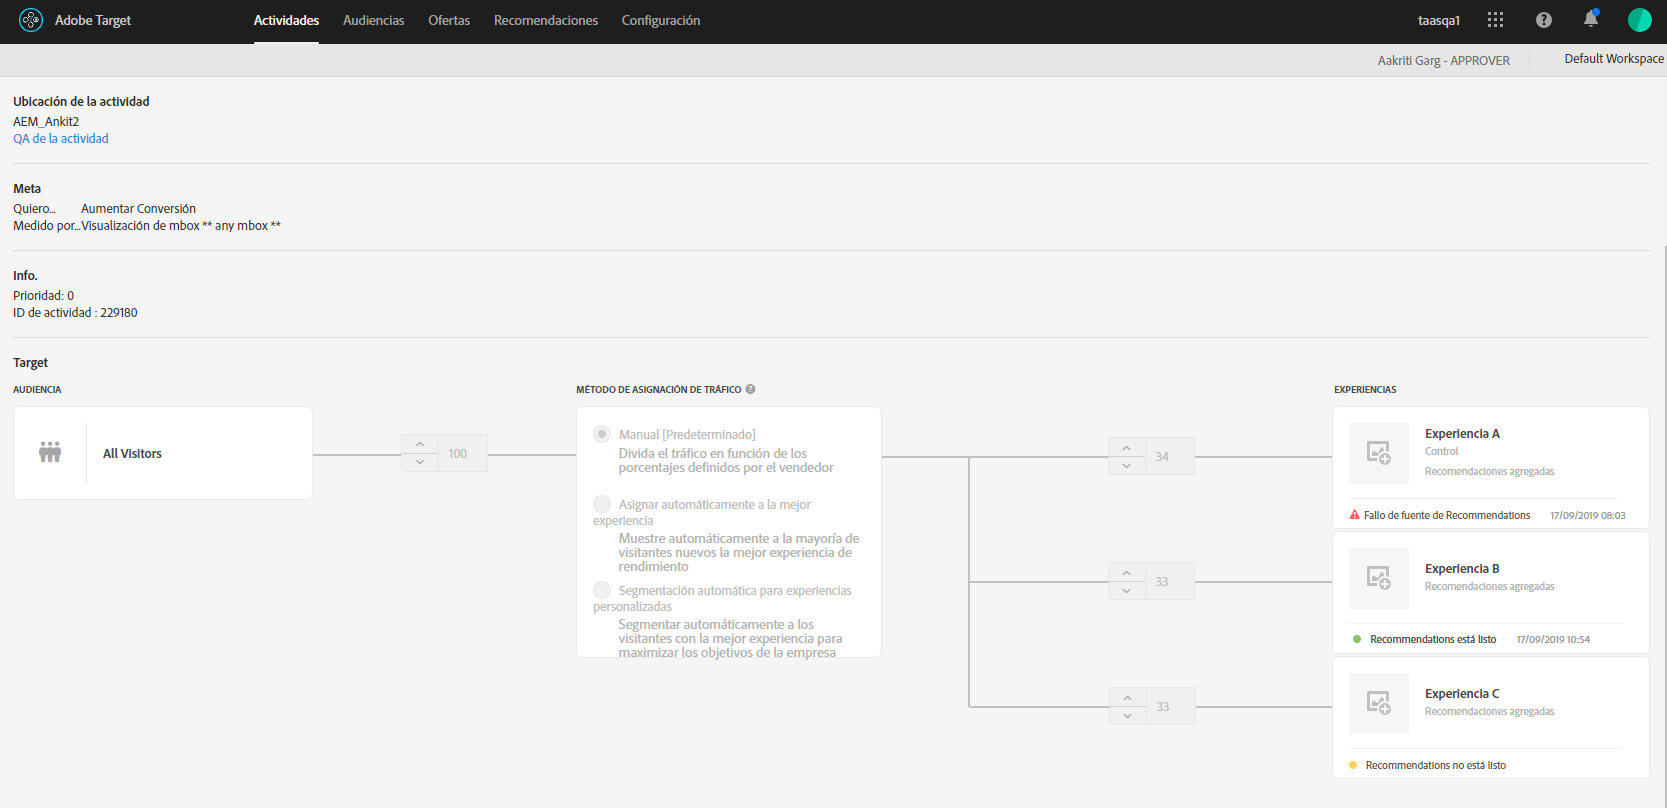 Adobe Target
Actividades
Audiencias
Ofertas
Recomendaciones
Configuración
taasqa1
Aakriti Garg - APPROVER
Default Workspace
Ubicación de la actividad
AEM_Ankit2
QA de la actividad
Meta
Quiero... Aumentar Conversión
Medido por...Visualización de mbox ** any mbox **
Info.
Prioridad: 0
ID de actividad : 229180
Target
AUDIENCIA
All Visitors
100
MÉTODO DE ASIGNACIÓN DE TRÁFICO
Manual [Predeterminado]
Divida el tráfico en función de los
porcentajes definidos por el vendedor
Asignar automáticamente a la mejor
experiencia
Muestre automáticamente a la mayoría de
visitantes nuevos la mejor experiencia de
rendimiento
Segmentación automática para experiencias
personalizadas
Segmentar automáticamente a los
visitantes con la mejor experiencia para
maximizar los objetivos de la empresa
34
33
33
EXPERIENCIAS
Experiencia A
Control
Recomendaciones agregadas
Fallo de fuente de Recommendations 17/09/2019 08:03
Experiencia B
Recomendaciones agregadas
Recommendations está listo 17/09/2019 10:54
Experiencia C
Recomendaciones agregadas
Recommendations no está listo